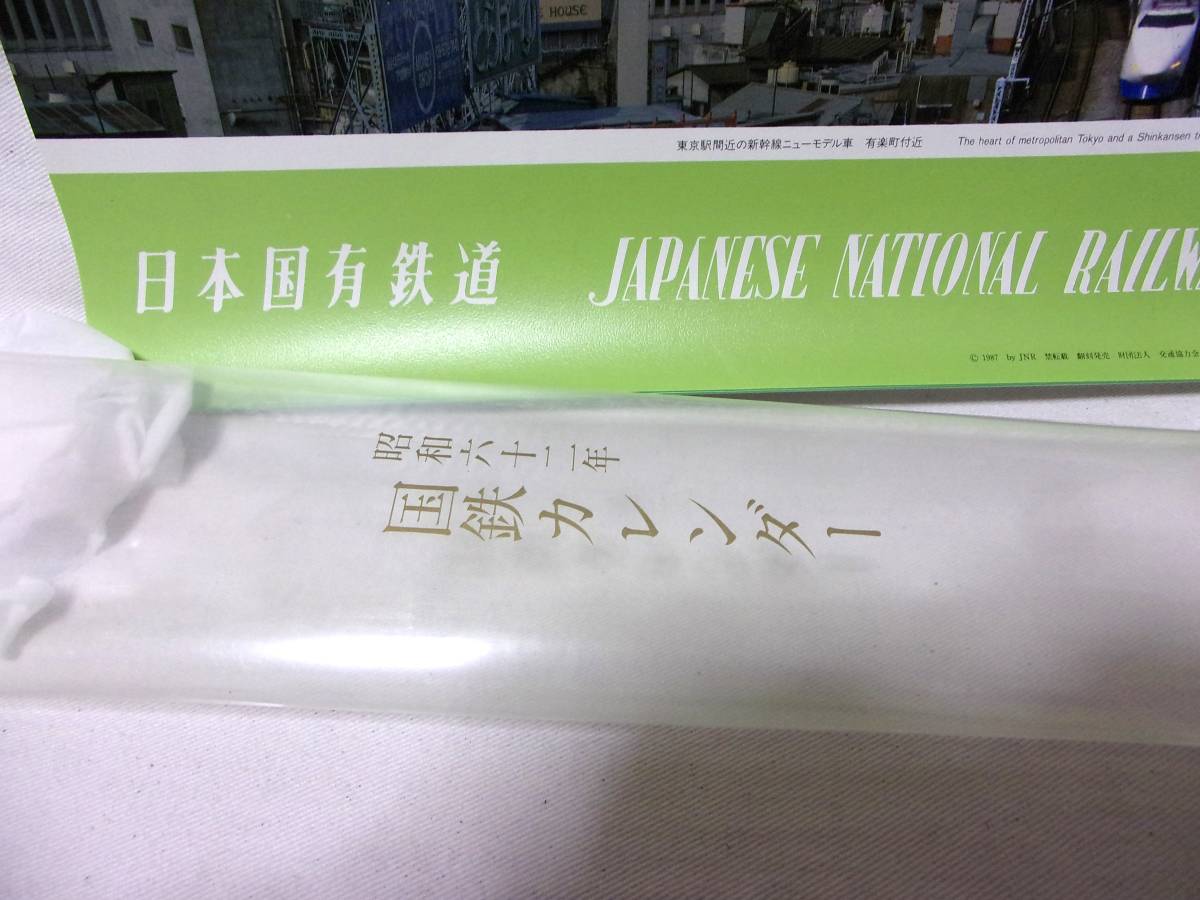 HOUSE
東京駅間近の新幹線ニューモデル車　有楽町付近　The heart of metropolitan Tokyo and a Shinkansen
日本国有鉄道　JAPANESE NATIONAL
© 1987 by JNR 禁転載 翻刻発売 財団法人 交通協力会
昭和六十二年
国鉄カレンダー